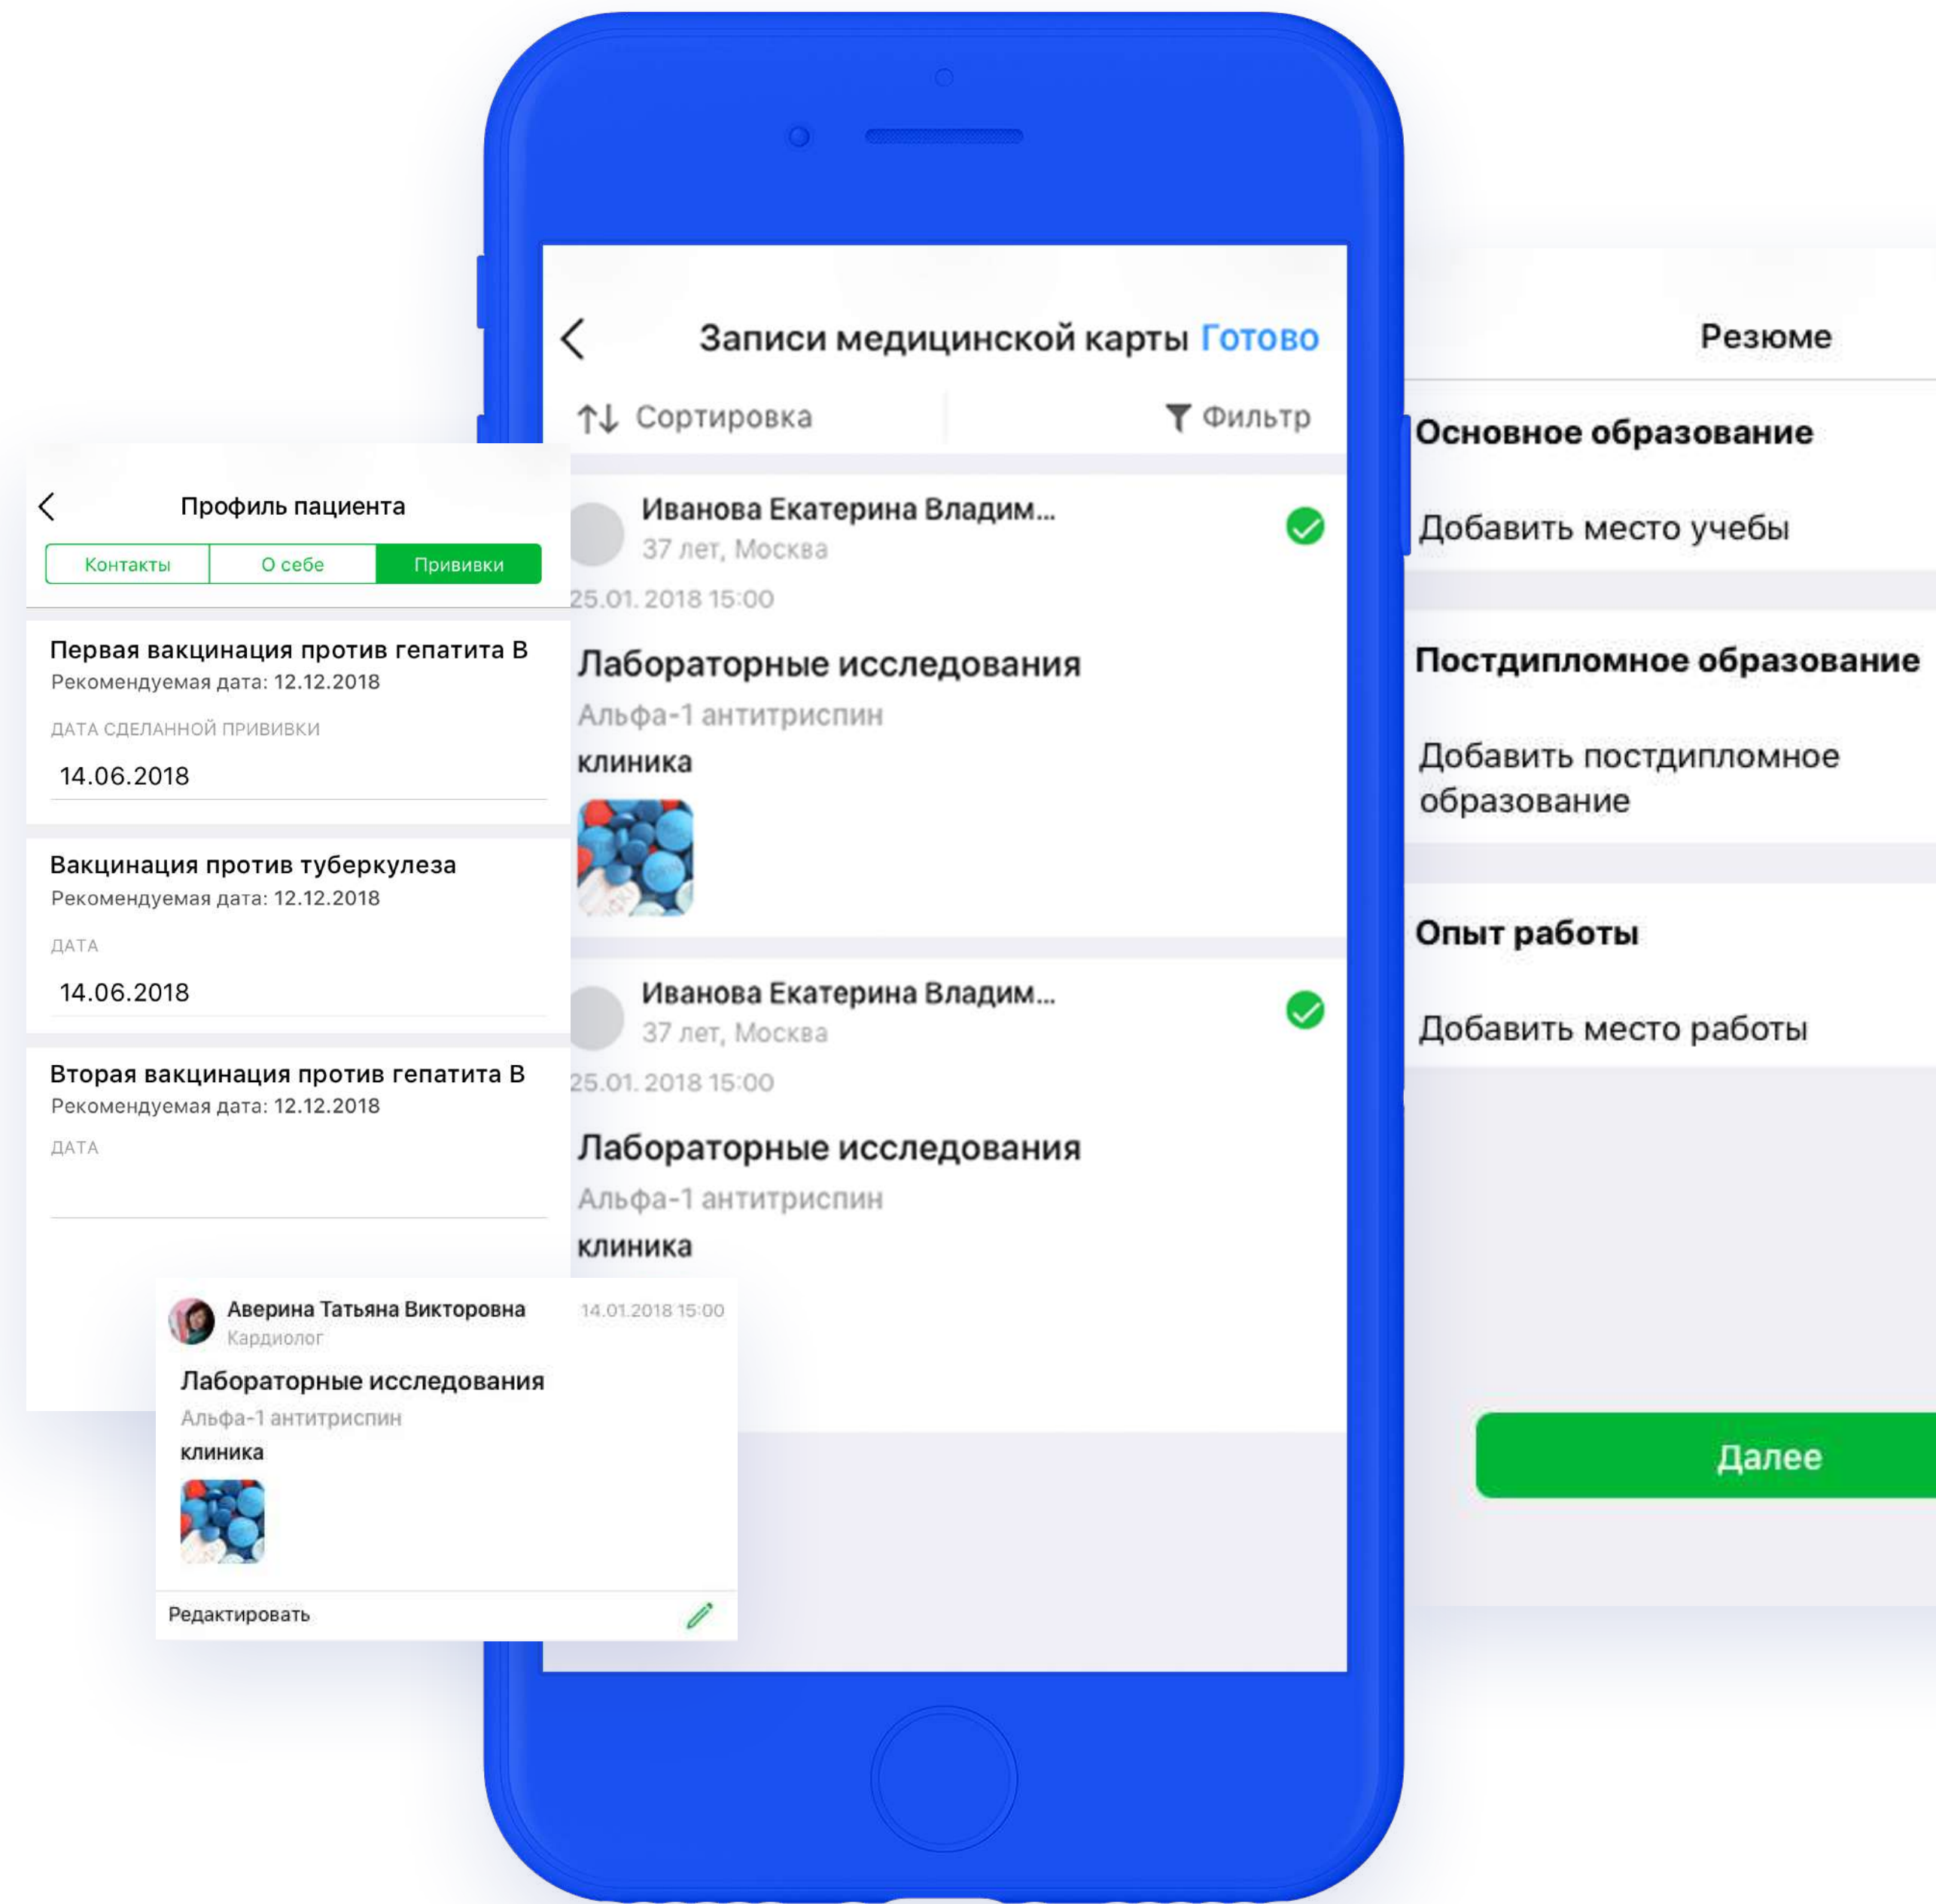 Профиль пациента
Контакты
О себе
Прививки
Первая вакцинация против гепатита В
Рекомендуемая дата: 12.12.2018
ДАТА СДЕЛАННОЙ ПРИВИВКИ
14.06.2018
Вакцинация против туберкулеза
Рекомендуемая дата: 12.12.2018
ДАТА
14.06.2018
Вторая вакцинация против гепатита В
Рекомендуемая дата: 12.12.2018
ДАТА
Аверина Татьяна Викторовна
14.01.2018 15:00
Кардиолог
Лабораторные исследования
Альфа-1 антитриспин
клиника
Редактировать
Записи медицинской карты Готово
Сортировка
Фильтр
Иванова Екатерина Владим...
37 лет, Москва
25.01. 2018 15:00
Лабораторные исследования
Альфа-1 антитриспин
клиника
Иванова Екатерина Владим...
37 лет, Москва
25.01. 2018 15:00
Лабораторные исследования
Альфа-1 антитриспин
клиника
Резюме
Основное образование
Добавить место учебы
Постдипломное образование
Добавить постдипломное
образование
Опыт работы
Добавить место работы
Далее